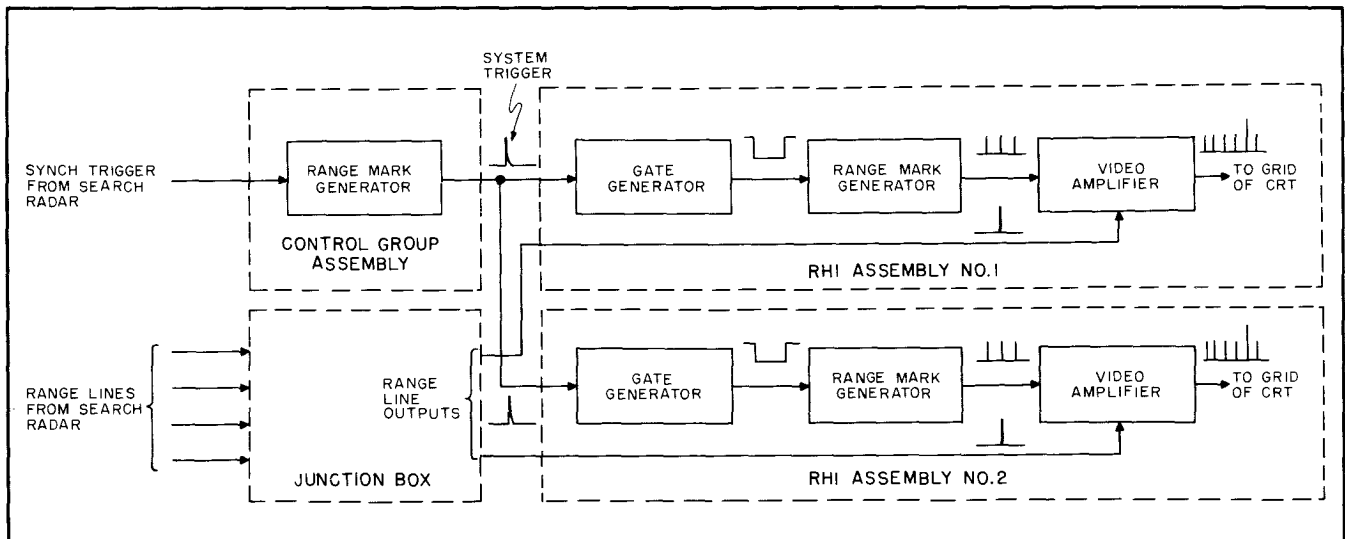 SYSTEM
TRIGGER
SYNCH TRIGGER
FROM SEARCH
RADAR
RANGE MARK
GENERATOR
CONTROL GROUP
ASSEMBLY
GATE
GENERATOR
RANGE MARK
GENERATOR
VIDEO
AMPLIFIER
TO GRID
OF CRT
RHI ASSEMBLY NO.1
RANGE LINES
FROM SEARCH
RADAR
RANGE
LINE
OUTPUTS
JUNCTION BOX
GATE
GENERATOR
RANGE MARK
GENERATOR
VIDEO
AMPLIFIER
TO GRID
OF CRT
RHI ASSEMBLY NO.2